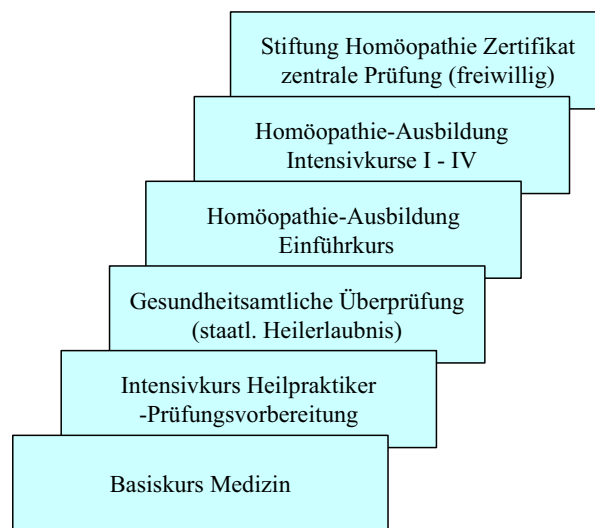 Stiftung Homöopathie Zertifikat
zentrale Prüfung (freiwillig)
Homöopathie-Ausbildung
Intensivkurse I - IV
Homöopathie-Ausbildung
Einführkurs
Gesundheitsamtliche Überprüfung
(staatl. Heilerlaubnis)
Intensivkurs Heilpraktiker
-Prüfungsvorbereitung
Basiskurs Medizin